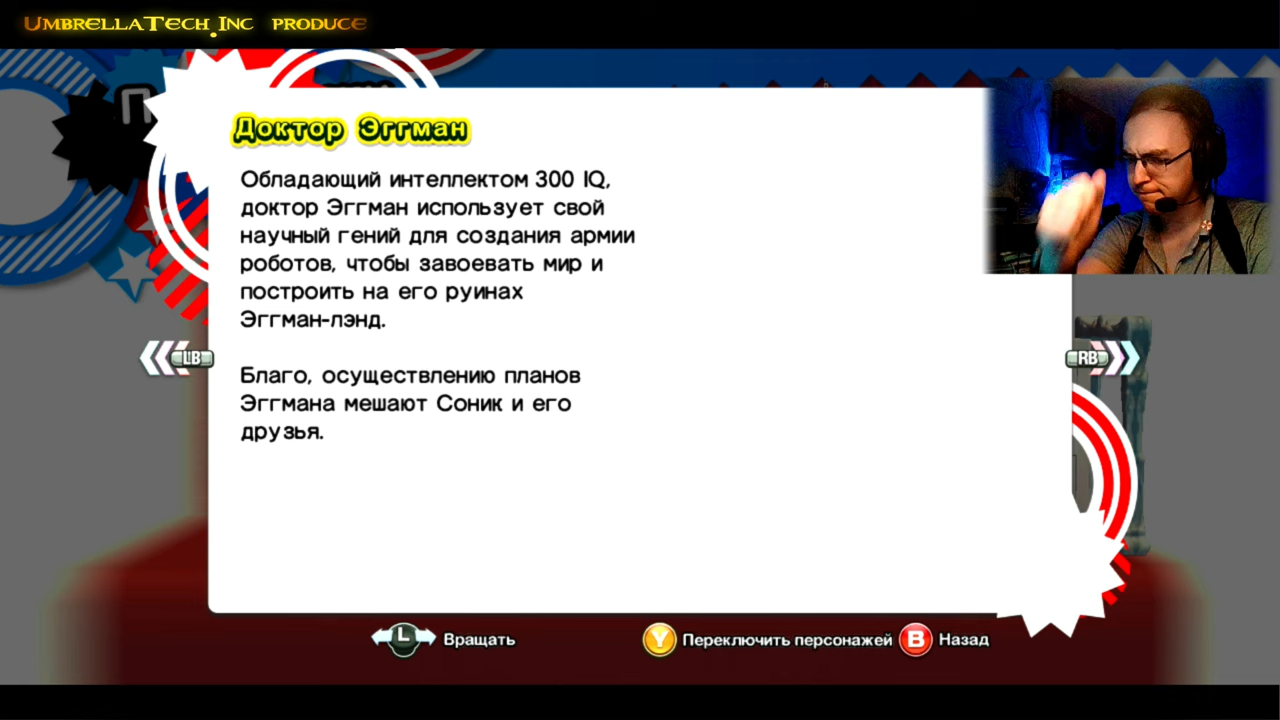 UmbrellaTech.Inc produce
П
Доктор Эггман
Обладающий интеллектом 300 IQ,
доктор Эггман использует свой
научный гений для создания армии
роботов, чтобы завоевать мир и
построить на его руинах
Эггман-лэнд.
Благо, осуществлению планов
Эггмана мешают Соник и его
друзья.
LB
RB
L Вращать
Y Переключить персонажей
B Назад